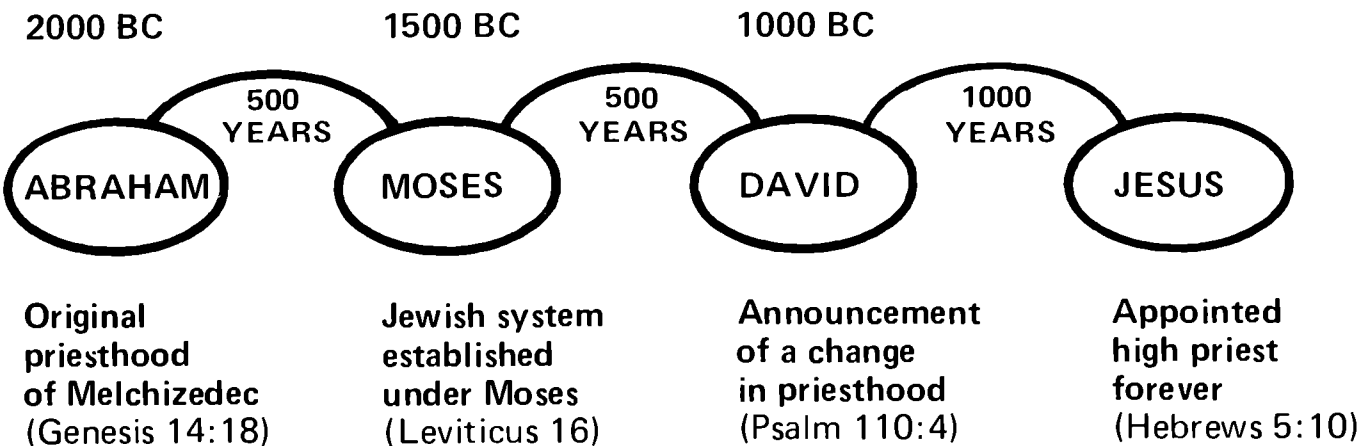 2000 BC
1500 BC
1000 BC
500
YEARS
500
YEARS
1000
YEARS
ABRAHAM
MOSES
DAVID
JESUS
Original
priesthood
of Melchizedec
(Genesis 14:18)
Jewish system
established
under Moses
(Leviticus 16)
Announcement
of a change
in priesthood
(Psalm 110:4)
Appointed
high priest
forever
(Hebrews 5:10)